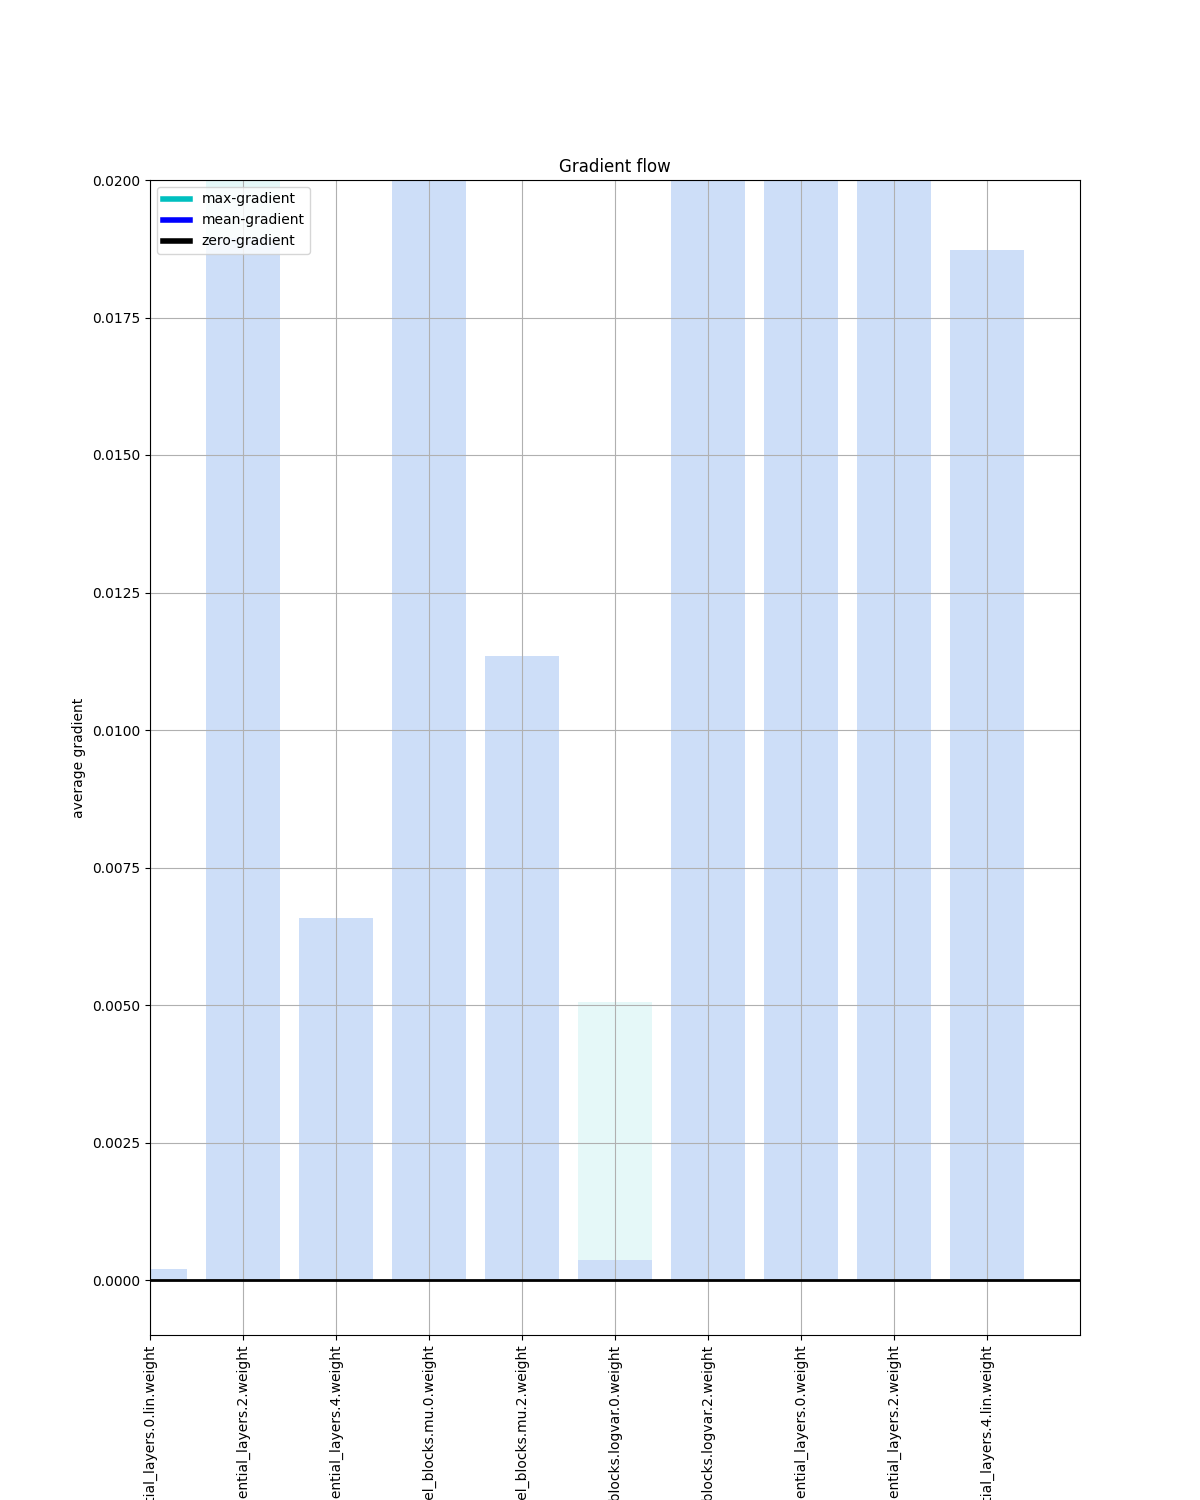 Gradient flow
max-gradient
mean-gradient
zero-gradient
0.0200
0.0175
0.0150
0.0125
0.0100
0.0075
0.0050
0.0025
0.0000
average gradient
tial_layers.0.lin.weight
ential_layers.2.weight
ential_layers.4.weight
el_blocks.mu.0.weight
el_blocks.mu.2.weight
blocks.logvar.0.weight
blocks.logvar.2.weight
ential_layers.0.weight
ential_layers.2.weight
tial_layers.4.lin.weight